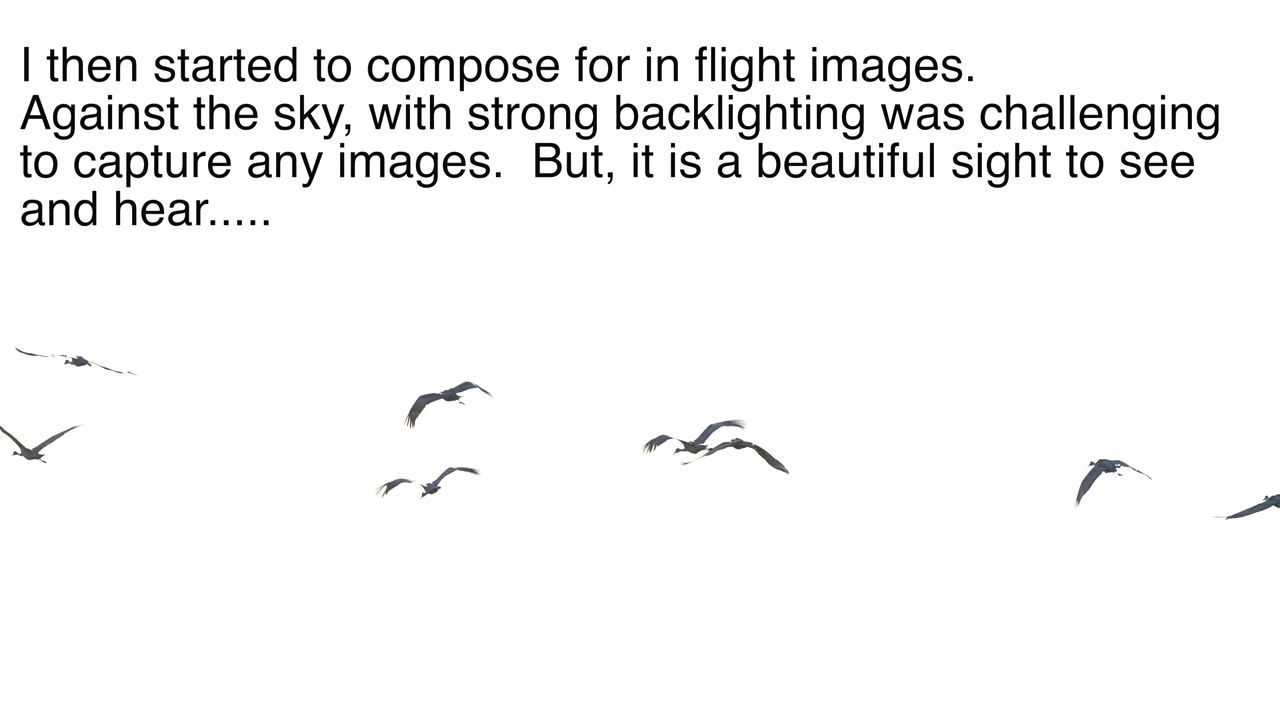 I then started to compose for in flight images.
Against the sky, with strong backlighting was challenging
to capture any images.  But, it is a beautiful sight to see
and hear.....